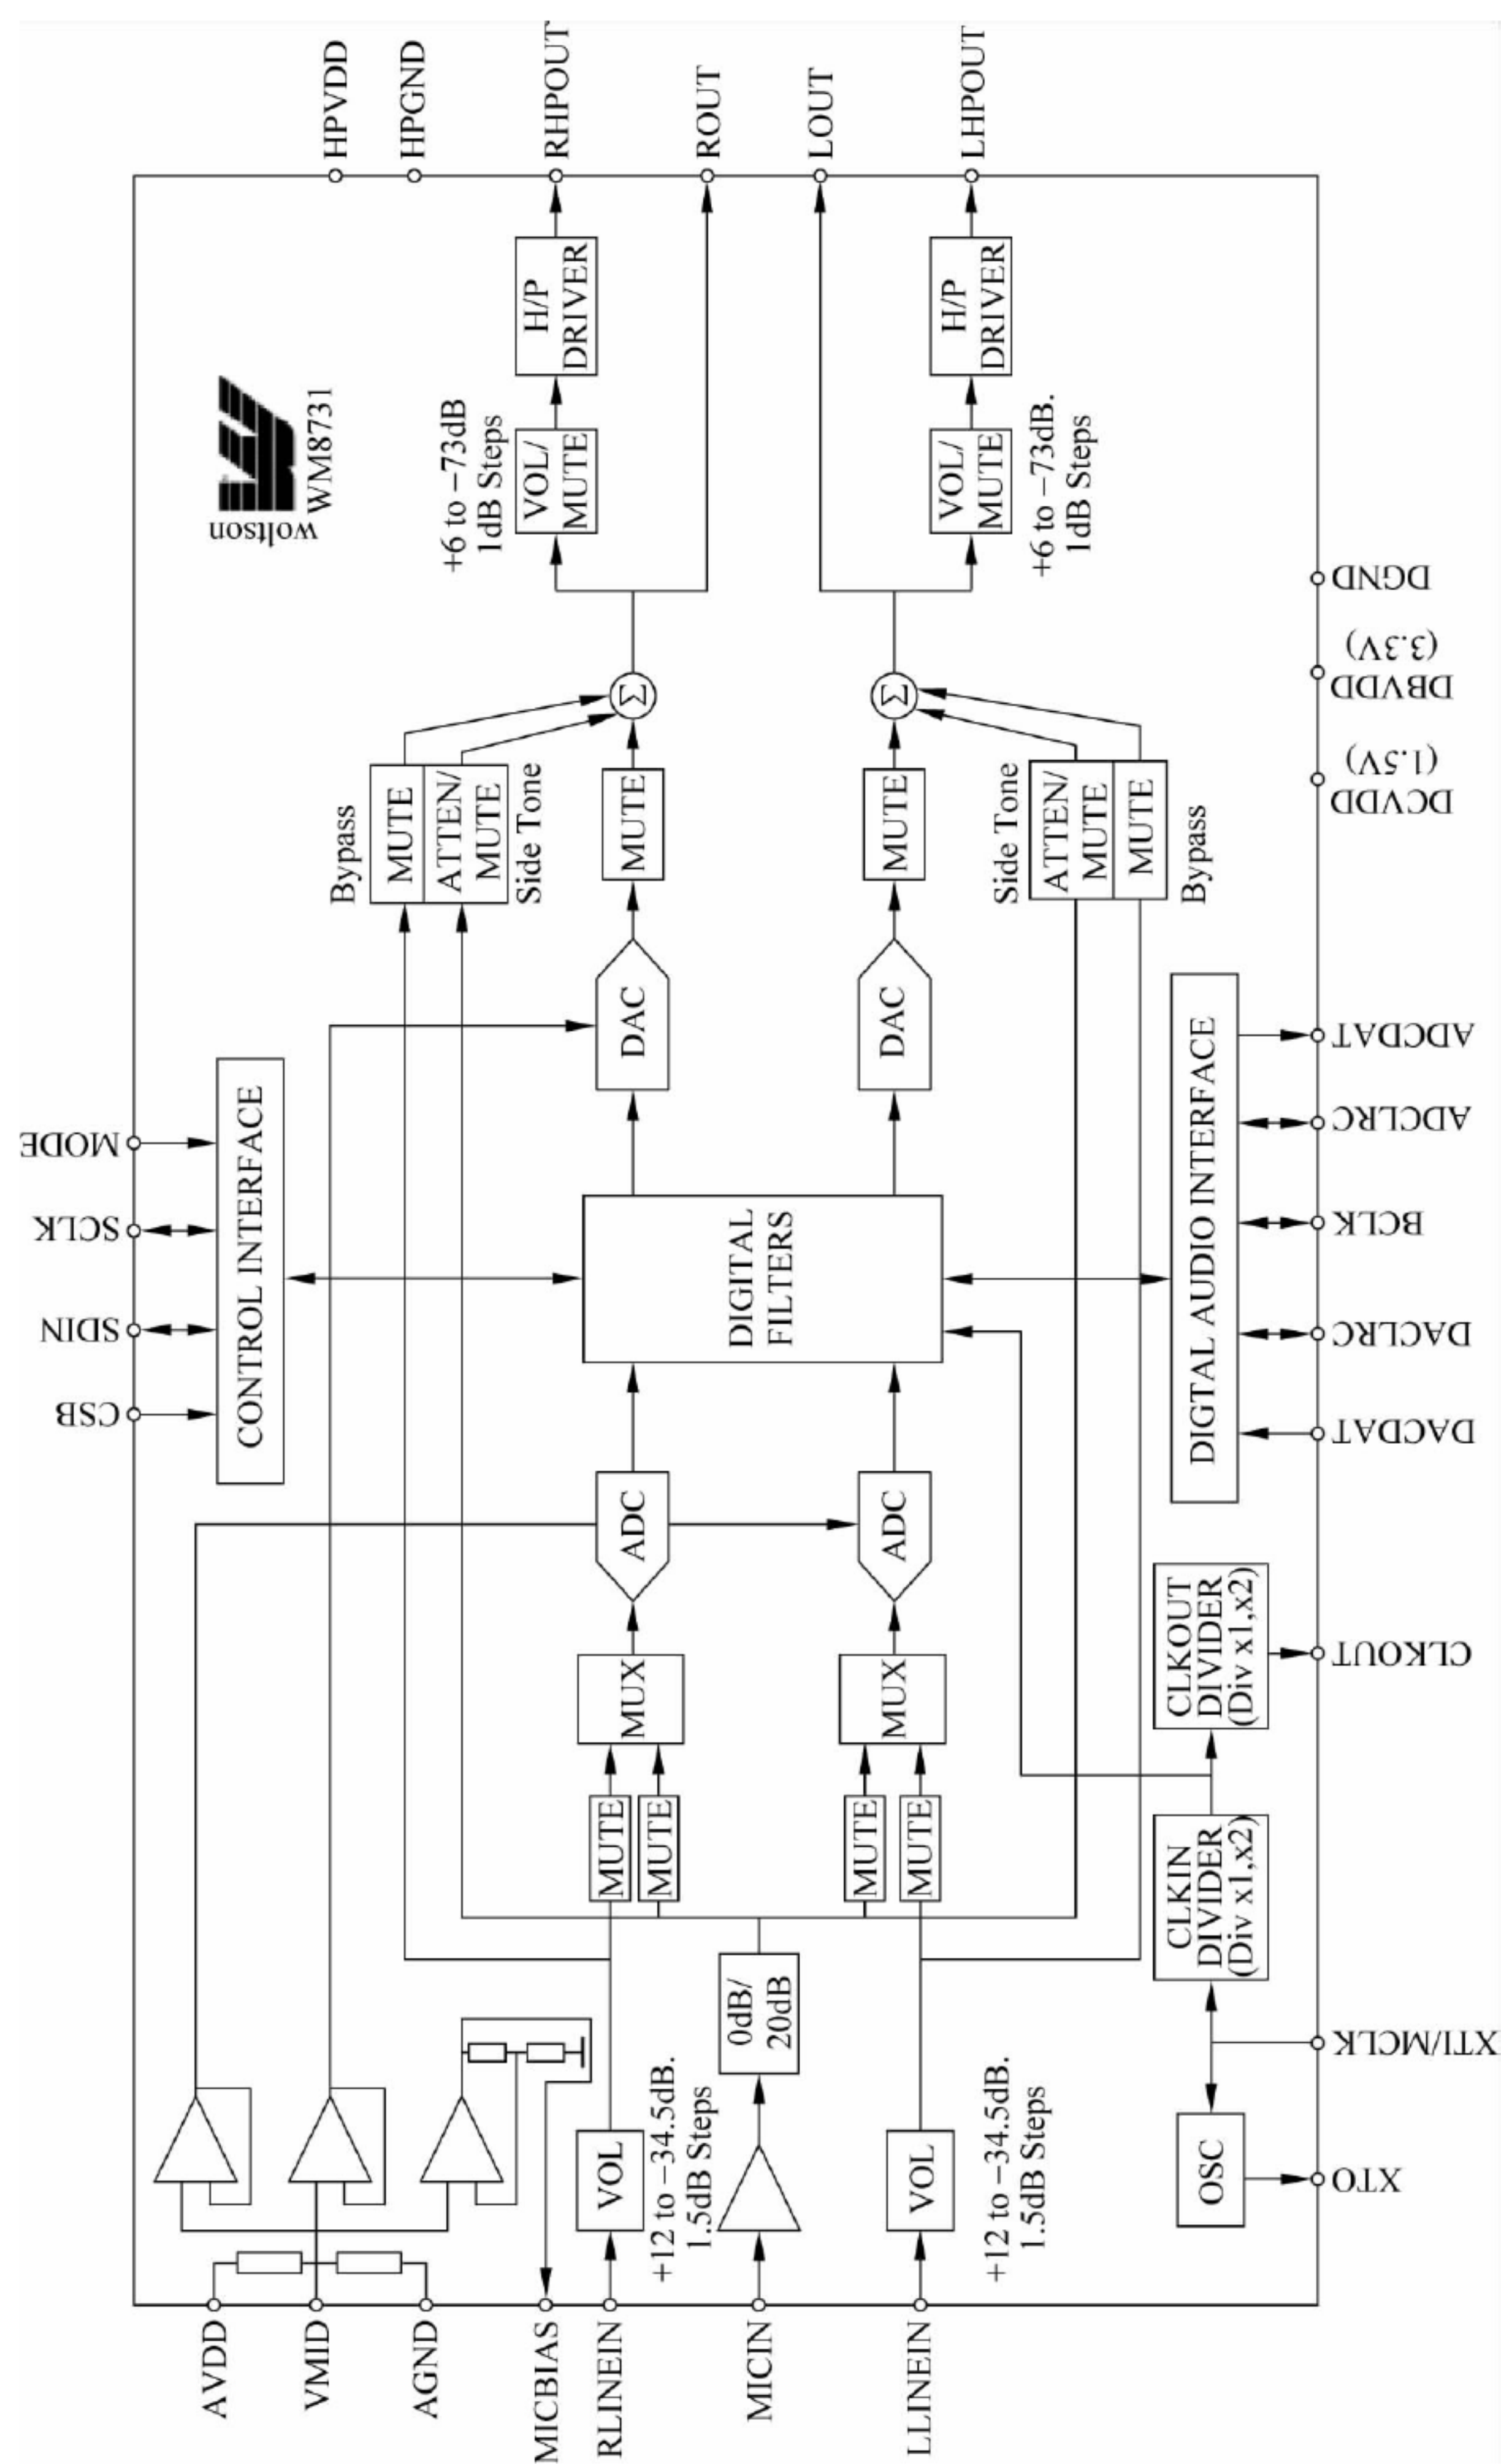 HPVDD
HPGND
RHPOUT
ROUT
LOUT
LHPOUT
woltson
WM8731
H/P
DRIVER
H/P
DRIVER
+6 to −73dB
1dB Steps
VOL/
MUTE
VOL/
MUTE
+6 to −73dB.
1dB Steps
DGND
DBVDD
(3.3V)
DCVDD
(1.5V)
Σ
Σ
Bypass
MUTE
ATTEN/
MUTE
Side Tone
MUTE
MUTE
Side Tone
ATTEN/
MUTE
MUTE
Bypass
DAC
DAC
MODE
SCLK
SDIN
CSB
CONTROL INTERFACE
DIGITAL
FILTERS
DIGTAL AUDIO INTERFACE
ADCDAT
ADCLRC
BCLK
DACLRC
DACDAT
ADC
ADC
MUX
MUX
CLKOUT
DIVIDER
(Div x1,x2)
CLKOUT
MUTE
MUTE
MUTE
MUTE
CLKIN
DIVIDER
(Div x1,x2)
0dB/
20dB
XTI/MCLK
VOL
+12 to −34.5dB.
1.5dB Steps
VOL
+12 to −34.5dB.
1.5dB Steps
OSC
XTO
AVDD
VMID
AGND
MICBIAS
RLINEIN
MICIN
LLINEIN